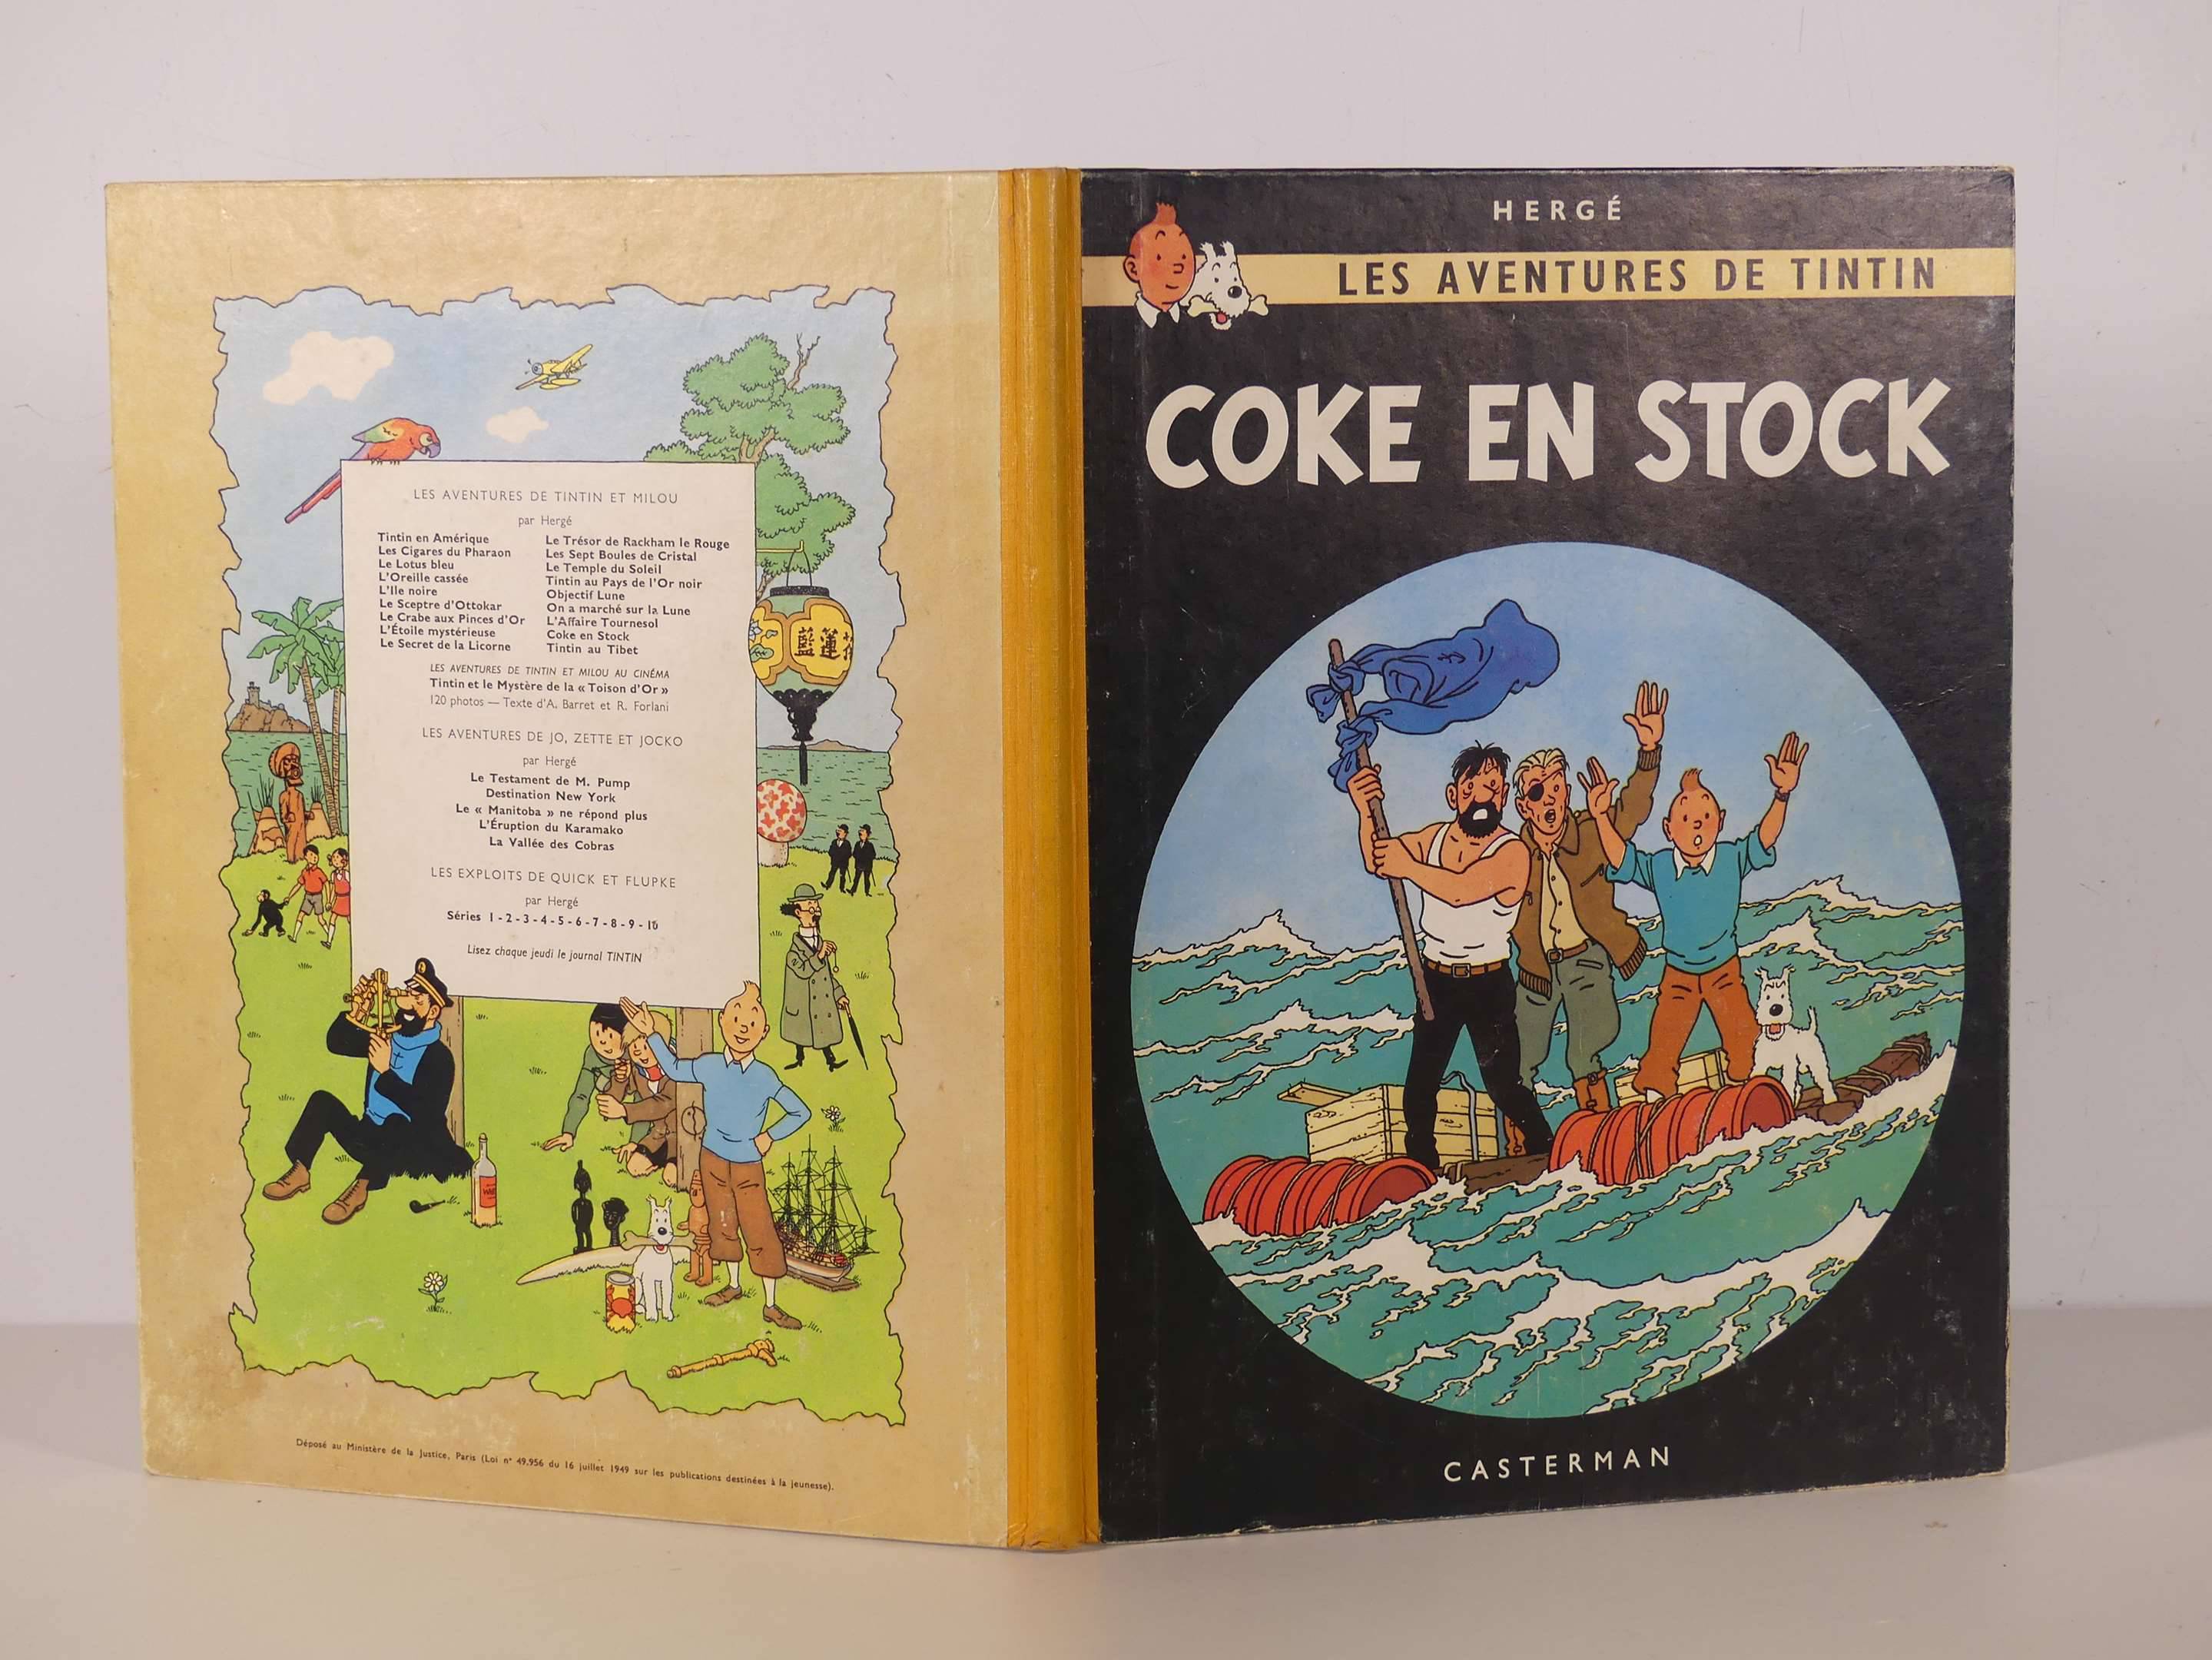 LES AVENTURES DE TINTIN ET MILOU
par Hergé
Tintin en Amérique
Les Cigares du Pharaon
Le Lotus bleu
L'Oreille cassée
L'Ile noire
Le Sceptre d'Ottokar
Le Crabe aux Pinces d'Or
L'Étoile mystérieuse
Le Secret de la Licorne
Le Trésor de Rackham le Rouge
Les Sept Boules de Cristal
Le Temple du Soleil
Tintin au Pays de l'Or noir
Objectif Lune
On a marché sur la Lune
L'Affaire Tournesol
Coke en Stock
Tintin au Tibet
LES AVENTURES DE TINTIN ET MILOU AU CINÉMA
Tintin et le Mystère de la « Toison d'Or »
120 photos — Texte d'A. Barret et R. Forlani
LES AVENTURES DE JO, ZETTE ET JOCKO
par Hergé
Le Testament de M. Pump
Destination New York
Le « Manitoba » ne répond plus
L'Éruption du Karamako
La Vallée des Cobras
LES EXPLOITS DE QUICK ET FLUPKE
par Hergé
Séries 1 - 2 - 3 - 4 - 5 - 6 - 7 - 8 - 9 - 10
Lisez chaque jeudi le journal TINTIN
藍蓮
Déposé au Ministère de la Justice, Paris (Loi n° 49.956 du 16 juillet 1949 sur les publications destinées à la jeunesse).
HERGÉ
LES AVENTURES DE TINTIN
COKE EN STOCK
CASTERMAN